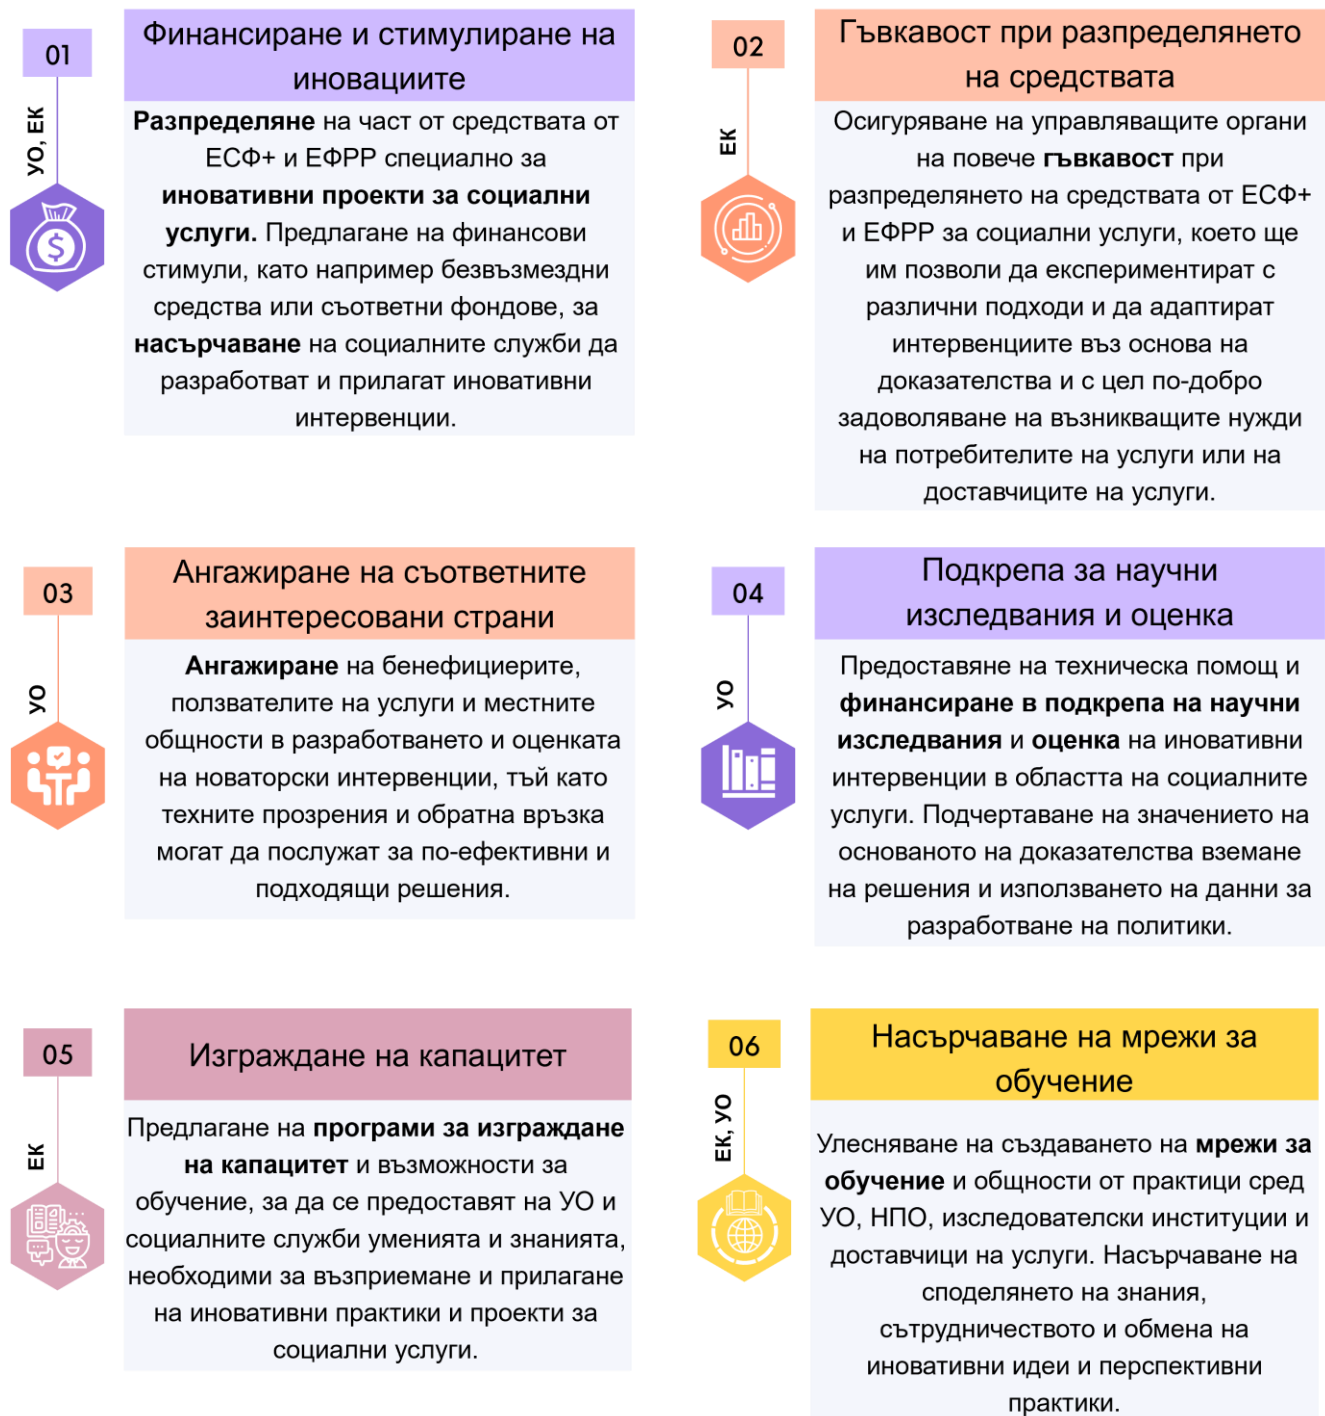 01
УО, ЕК
Финансиране и стимулиране на
иновациите
Разпределяне на част от средствата от
ЕСФ+ и ЕФРР специално за
иновативни проекти за социални
услуги. Предлагане на финансови
стимули, като например безвъзмездни
средства или съответни фондове, за
насърчаване на социалните служби да
разработват и прилагат иновативни
интервенции.
02
ЕК
Гъвкавост при разпределянето
на средствата
Осигуряване на управляващите органи
на повече гъвкавост при
разпределянето на средствата от ЕСФ+
и ЕФРР за социални услуги, което ще
им позволи да експериментират с
различни подходи и да адаптират
интервенциите въз основа на
доказателства и с цел по-добро
задоволяване на възникващите нужди
на потребителите на услуги или на
доставчиците на услуги.
03
УО
Ангажиране на съответните
заинтересовани страни
Ангажиране на бенефициерите,
ползвателите на услуги и местните
общности в разработването и оценката
на новаторски интервенции, тъй като
техните прозрения и обратна връзка
могат да послужат за по-ефективни и
подходящи решения.
04
УО
Подкрепа за научни
изследвания и оценка
Предоставяне на техническа помощ и
финансиране в подкрепа на научни
изследвания и оценка на иновативни
интервенции в областта на социалните
услуги. Подчертаване на значението на
основаното на доказателства вземане
на решения и използването на данни за
разработване на политики.
05
ЕК
Изграждане на капацитет
Предлагане на програми за изграждане
на капацитет и възможности за
обучение, за да се предоставят на УО и
социалните служби уменията и знанията,
необходими за възприемане и прилагане
на иновативни практики и проекти за
социални услуги.
06
ЕК, УО
Насърчаване на мрежи за
обучение
Улесняване на създаването на мрежи за
обучение и общности от практици сред
УО, НПО, изследователски институции и
доставчици на услуги. Насърчаване на
споделянето на знания,
сътрудничеството и обмена на
иновативни идеи и перспективни
практики.